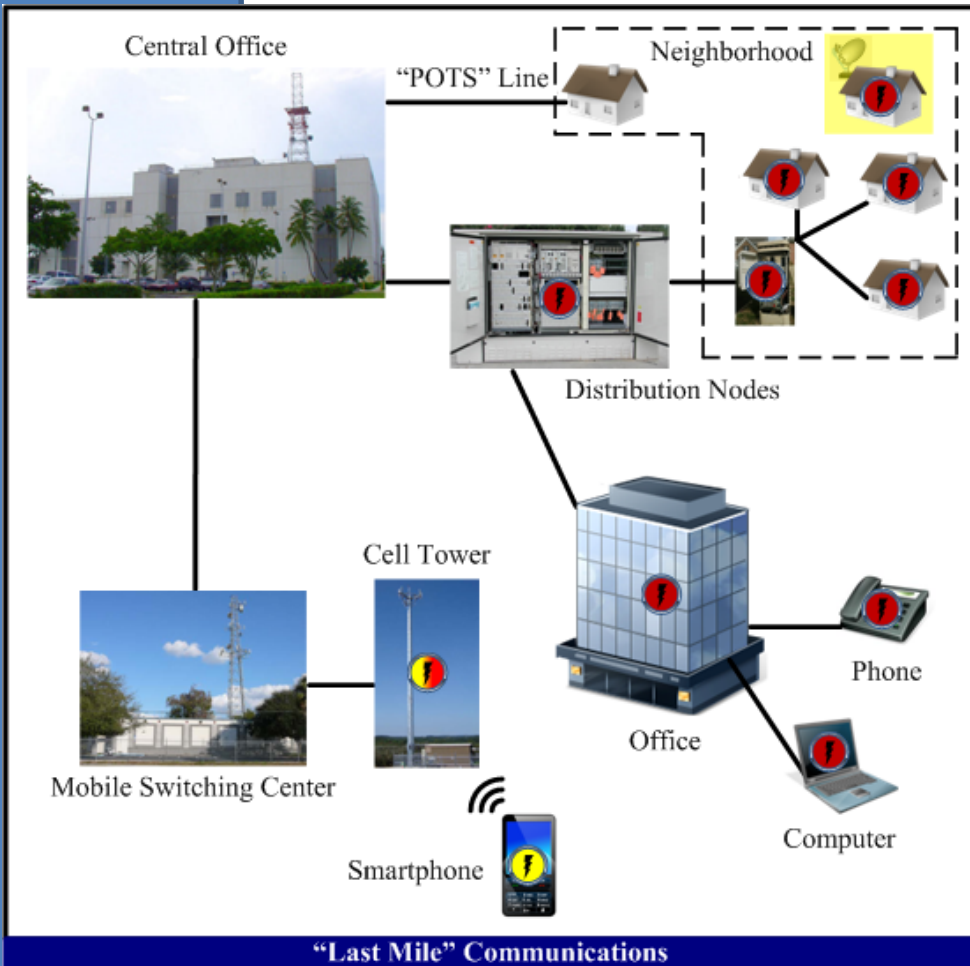 Central Office
Neighborhood
“POTS” Line
Distribution Nodes
Cell Tower
Phone
Office
Mobile Switching Center
Computer
Smartphone
“Last Mile” Communications